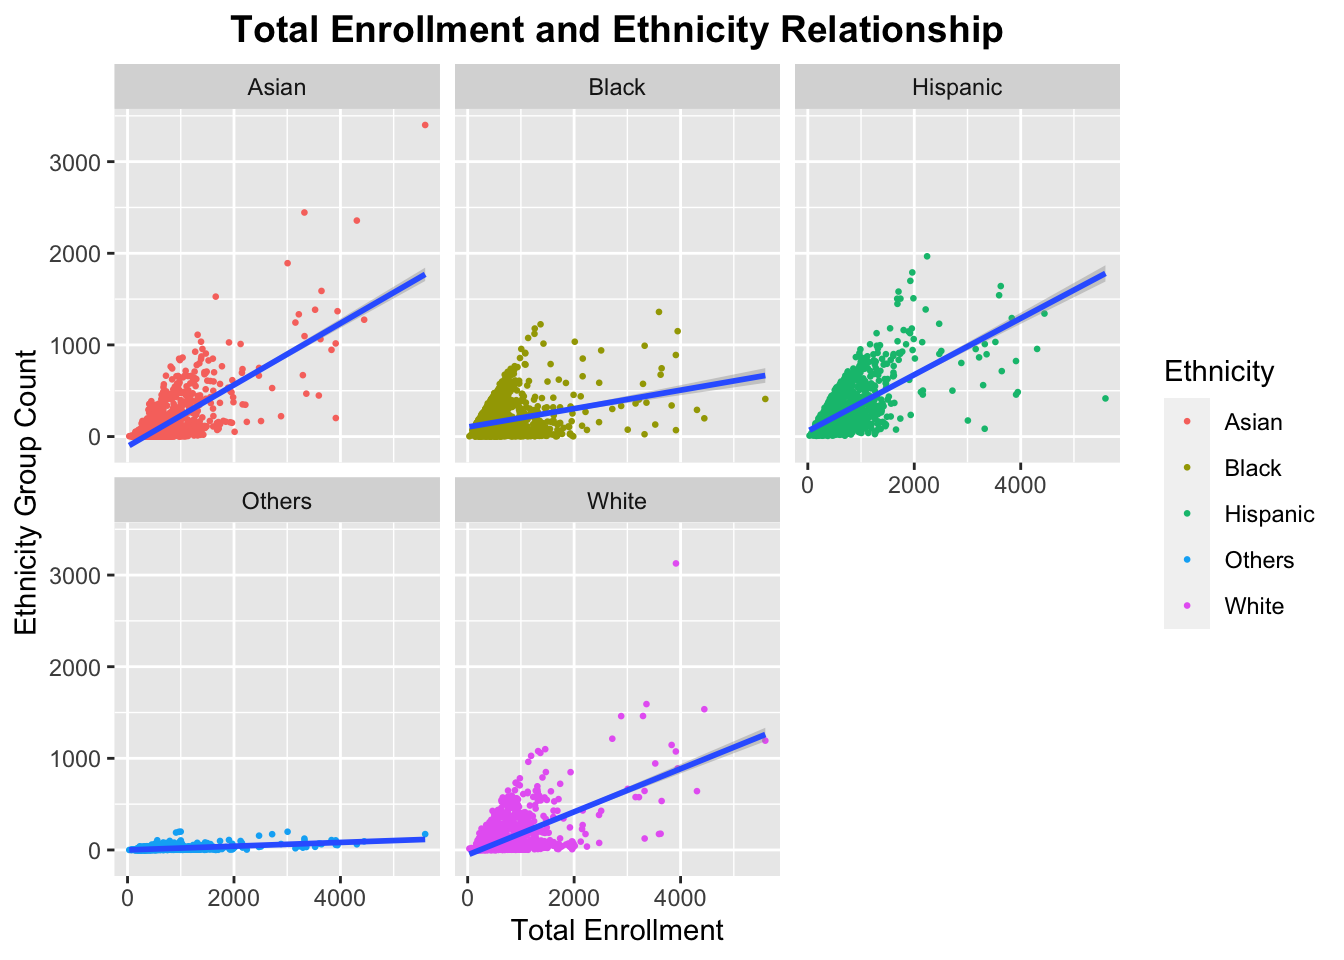 Total Enrollment and Ethnicity Relationship
Asian
Black
Hispanic
3000
2000
1000
0
0
2000
4000
Others
White
3000
2000
1000
0
0
2000
4000
0
2000
4000
Ethnicity Group Count
Total Enrollment
Ethnicity
Asian
Black
Hispanic
Others
White